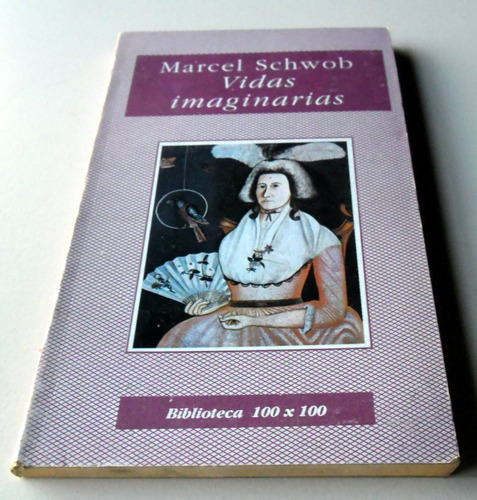 Marcel Schwob
Vidas
imaginarias
Biblioteca 100 x 100